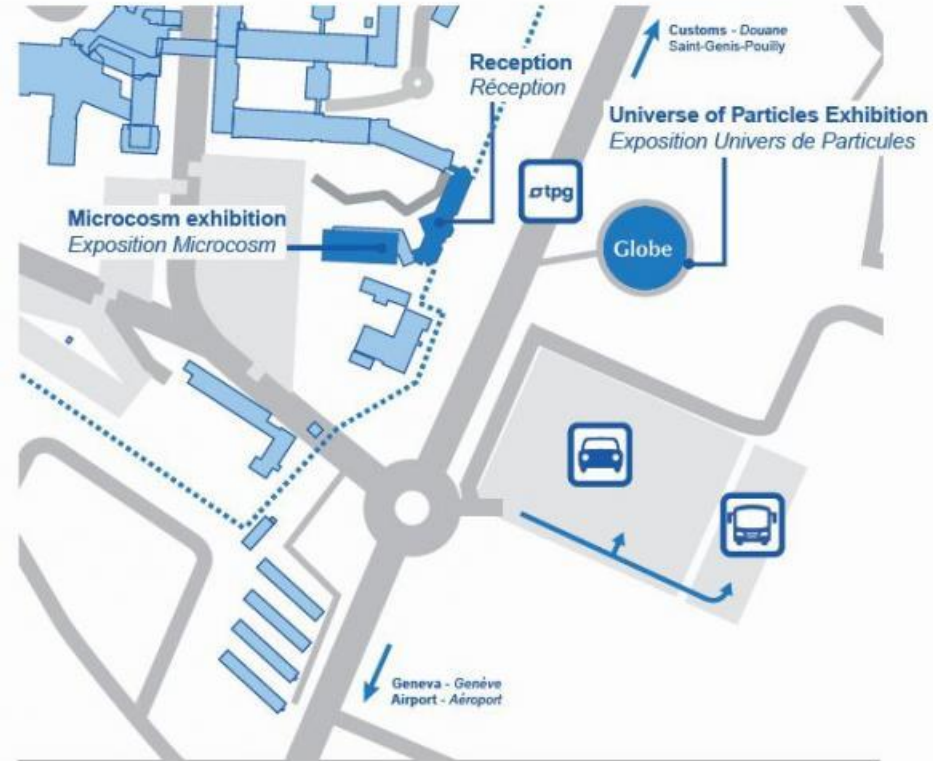 Customs - Douane
Saint-Genis-Pouilly
Reception
Réception
Universe of Particles Exhibition
Exposition Univers de Particules
tpg
Microcosm exhibition
Exposition Microcosm
Globe
Geneva - Genève
Airport - Aéroport